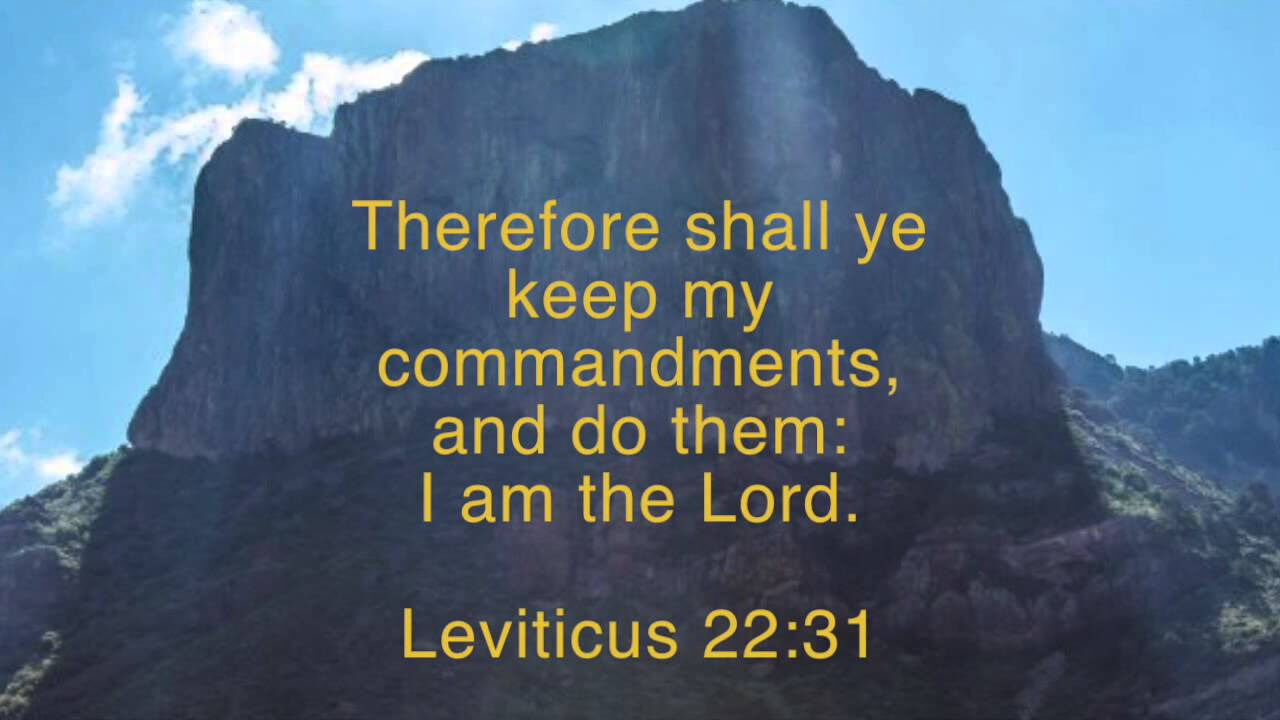 Therefore shall ye
keep my
commandments,
and do them:
I am the Lord.
Leviticus 22:31